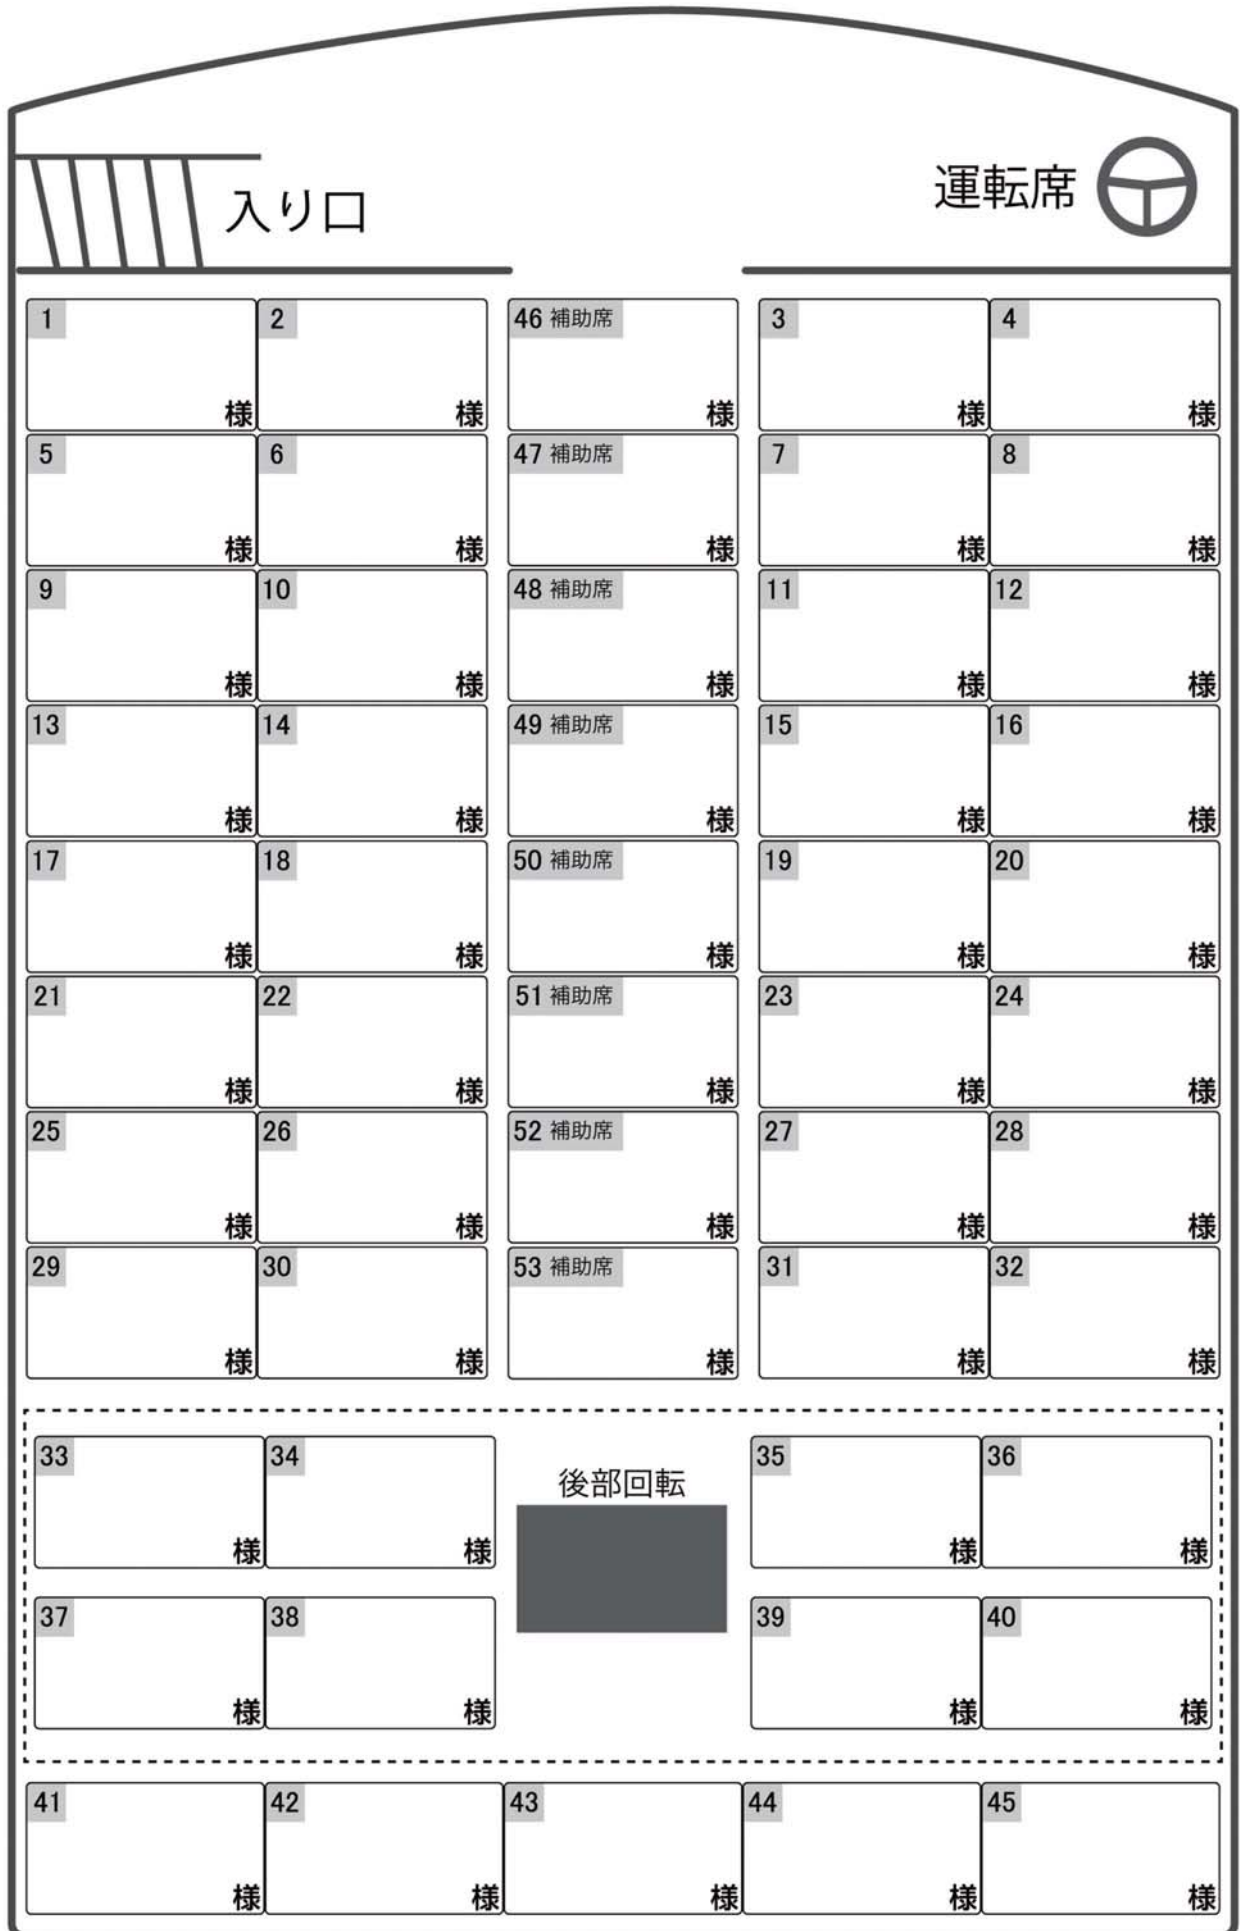 入り口
運転席
1 2 46 補助席 3 4
様 様 様 様 様
5 6 47 補助席 7 8
様 様 様 様 様
9 10 48 補助席 11 12
様 様 様 様 様
13 14 49 補助席 15 16
様 様 様 様 様
17 18 50 補助席 19 20
様 様 様 様 様
21 22 51 補助席 23 24
様 様 様 様 様
25 26 52 補助席 27 28
様 様 様 様 様
29 30 53 補助席 31 32
様 様 様 様 様
33 34 後部回転 35 36
様 様 様 様
37 38 39 40
様 様 様 様
41 42 43 44 45
様 様 様 様 様